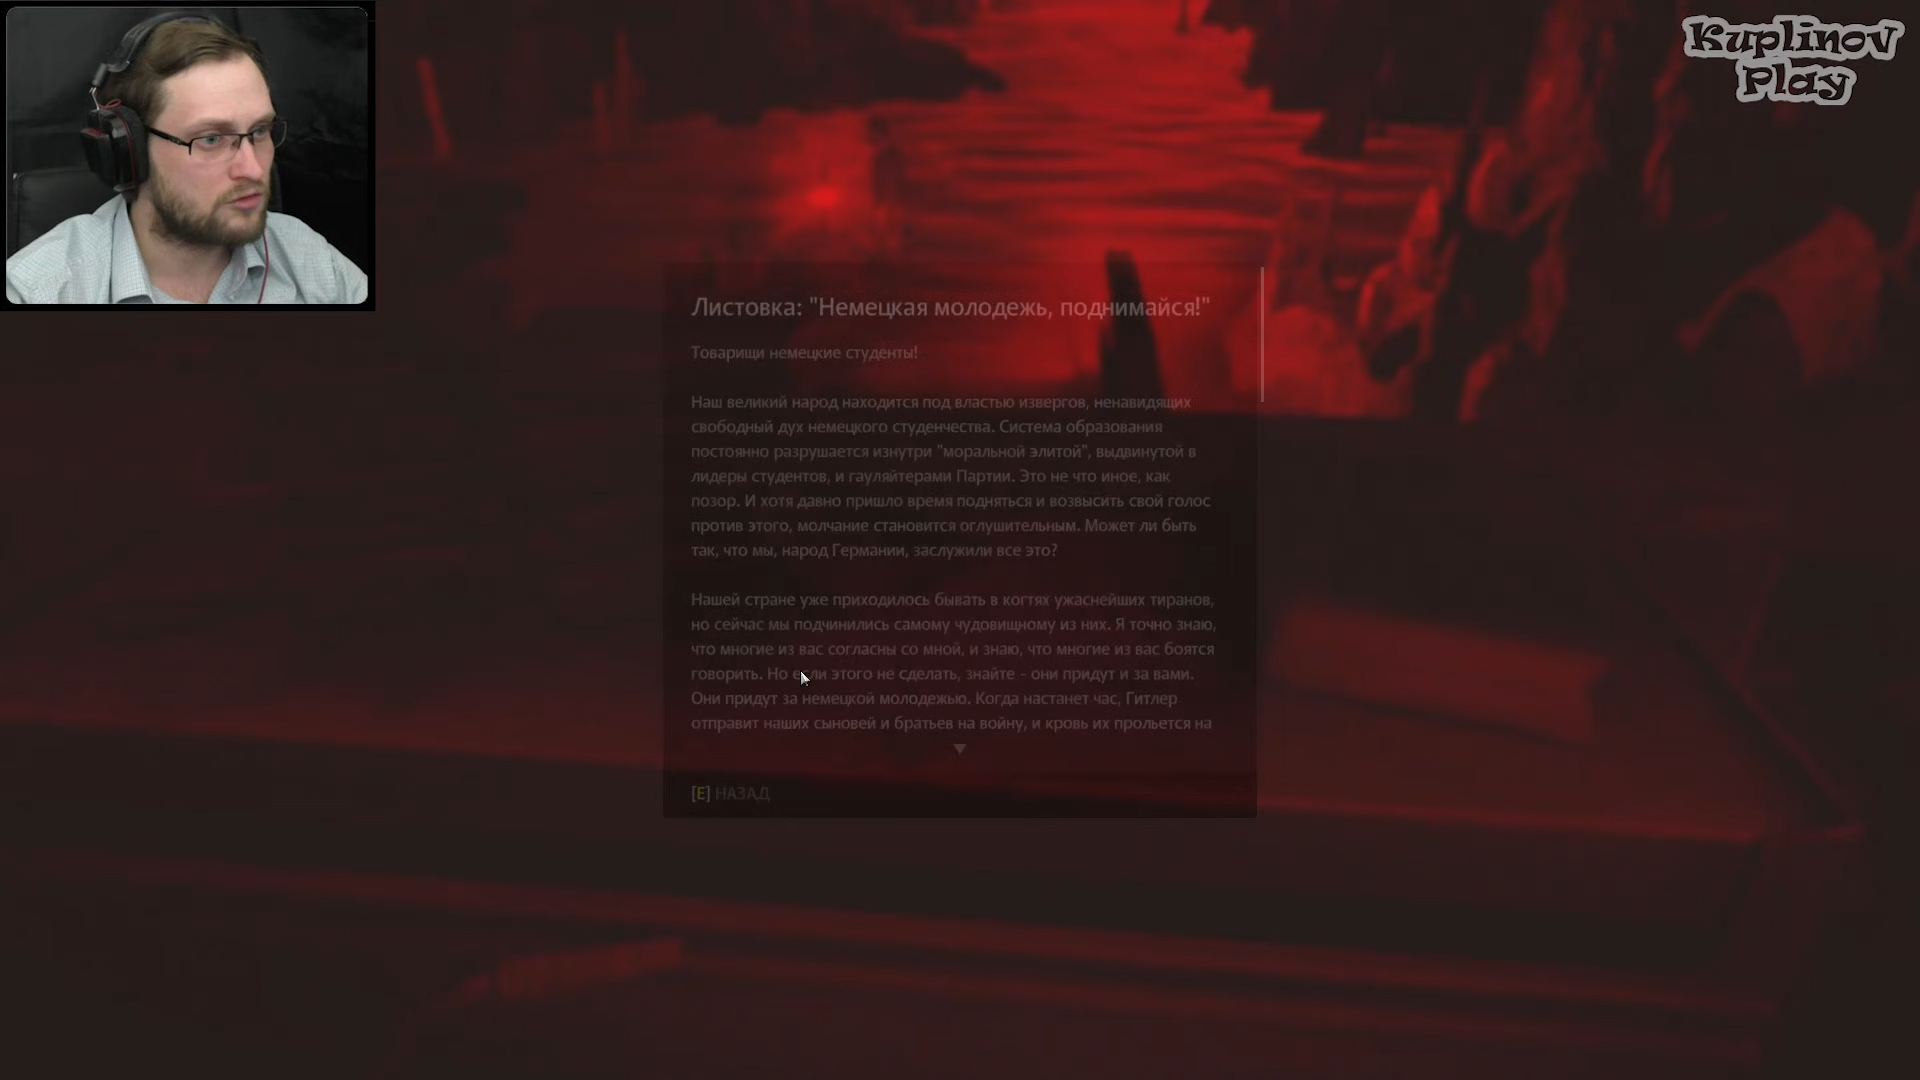 Kuplinov
Play
Листовка: "Немецкая молодежь, поднимайся!"
Товарищи немецкие студенты!
Наш великий народ находится под властью извергов, ненавидящих
свободный дух немецкого студенчества. Система образования
постоянно разрушается изнутри "моральной элитой", выдвинутой в
лидеры студентов, и гауляйтерами Партии. Это не что иное, как
позор. И хотя давно пришло время подняться и возвысить свой голос
против этого, молчание становится оглушительным. Может ли быть
так, что мы, народ Германии, заслужили все это?
Нашей стране уже приходилось бывать в когтях ужаснейших тиранов,
но сейчас мы подчинились самому чудовищному из них. Я точно знаю,
что многие из вас согласны со мной, и знаю, что многие из вас боятся
говорить. Но если этого не сделать, знайте - они придут и за вами.
Они придут за немецкой молодежью. Когда настанет час, Гитлер
отправит наших сыновей и братьев на войну, и кровь их прольется на
[E] НАЗАД